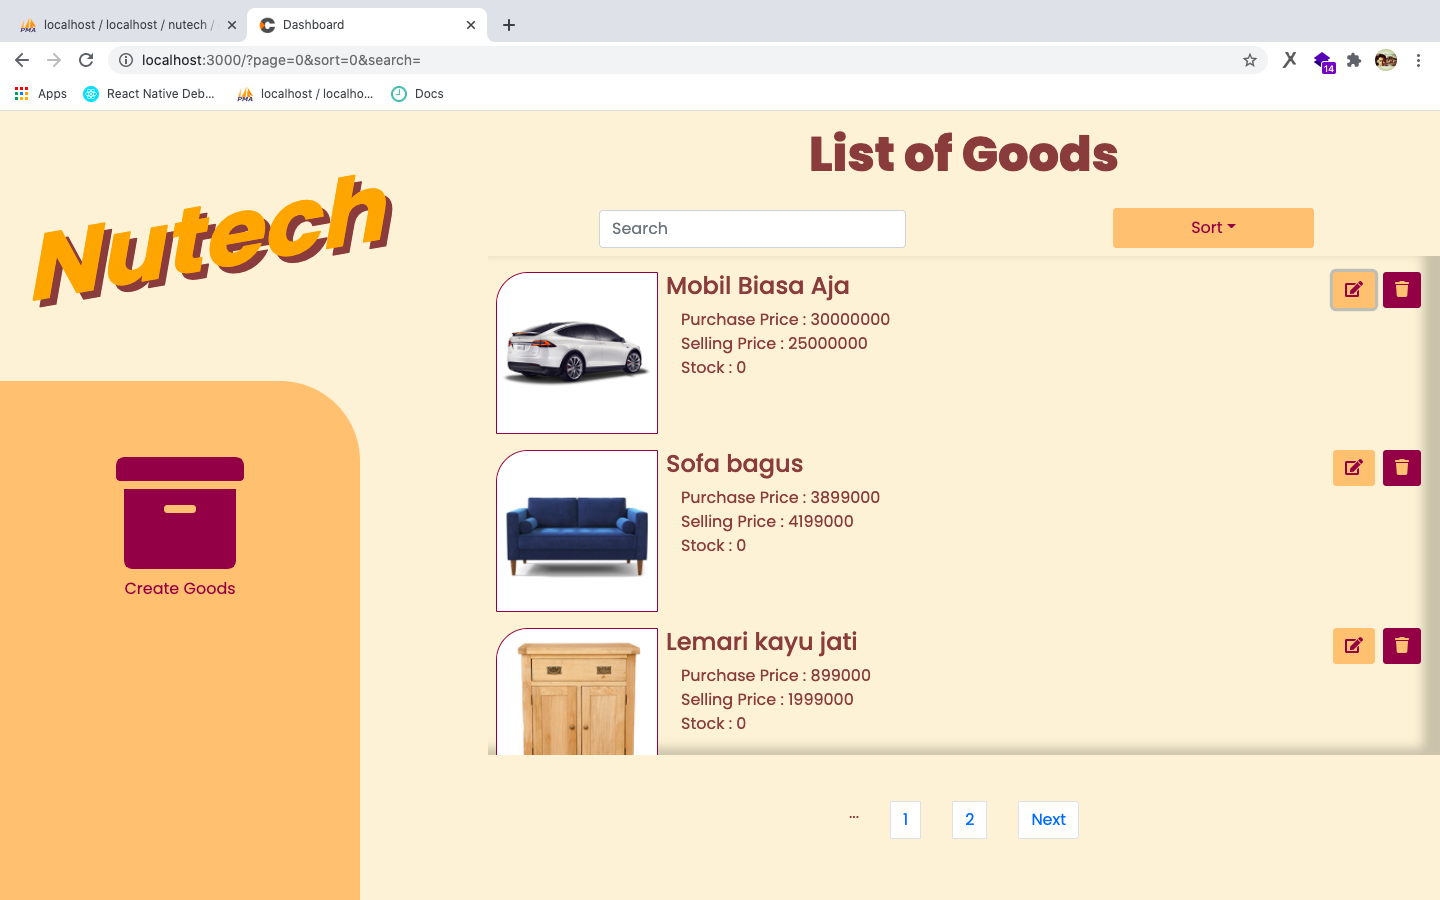 localhost / localhost / nutech /
Dashboard
localhost:3000/?page=0&sort=0&search=
14
Apps
React Native Deb...
localhost / localho...
Docs
Nutech
Create Goods
List of Goods
Search
Sort
Mobil Biasa Aja
Purchase Price : 30000000
Selling Price : 25000000
Stock : 0
Sofa bagus
Purchase Price : 3899000
Selling Price : 4199000
Stock : 0
Lemari kayu jati
Purchase Price : 899000
Selling Price : 1999000
Stock : 0
... 1 2 Next